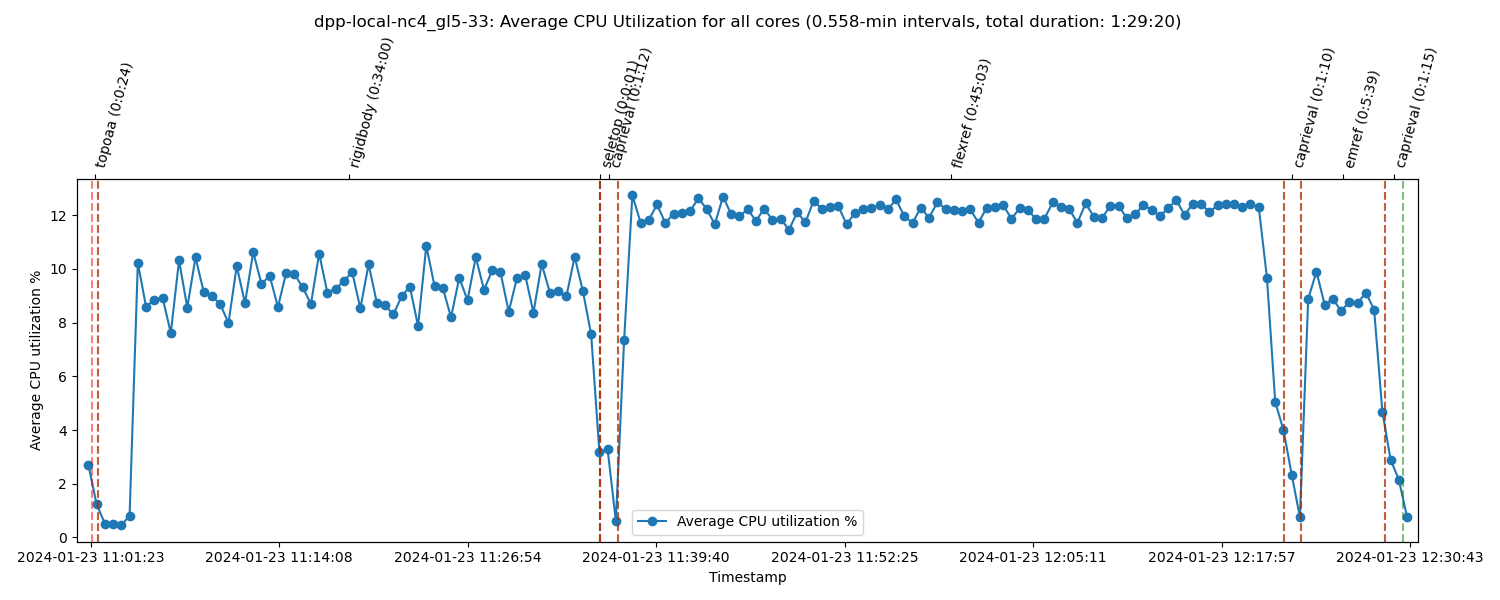 dpp-local-nc4_gl5-33: Average CPU Utilization for all cores (0.558-min intervals, total duration: 1:29:20)
topoaa (0:0:24)
rigidbody (0:34:00)
seletop (0:0:01)
caprieval (0:1:12)
flexref (0:45:03)
caprieval (0:1:10)
emref (0:5:39)
caprieval (0:1:15)
Average CPU utilization %
12
10
8
6
4
2
0
Average CPU utilization %
2024-01-23 11:01:23
2024-01-23 11:14:08
2024-01-23 11:26:54
2024-01-23 11:39:40
2024-01-23 11:52:25
2024-01-23 12:05:11
2024-01-23 12:17:57
2024-01-23 12:30:43
Timestamp